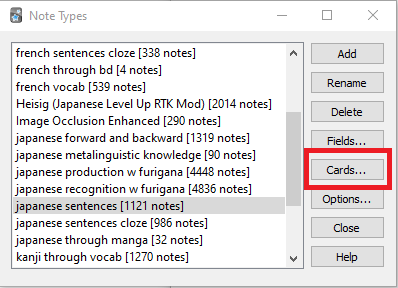 Note Types
french sentences cloze [338 notes]
french through bd [4 notes]
french vocab [539 notes]
Heisig (Japanese Level Up RTK Mod) [2014 notes]
Image Occlusion Enhanced [290 notes]
japanese forward and backward [1319 notes]
japanese metalinguistic knowledge [90 notes]
japanese production w furigana [4448 notes]
japanese recognition w furigana [4836 notes]
japanese sentences [1121 notes]
japanese sentences cloze [986 notes]
japanese through manga [32 notes]
kanji through vocab [1270 notes]
Add
Rename
Delete
Fields...
Cards...
Options...
Close
Help